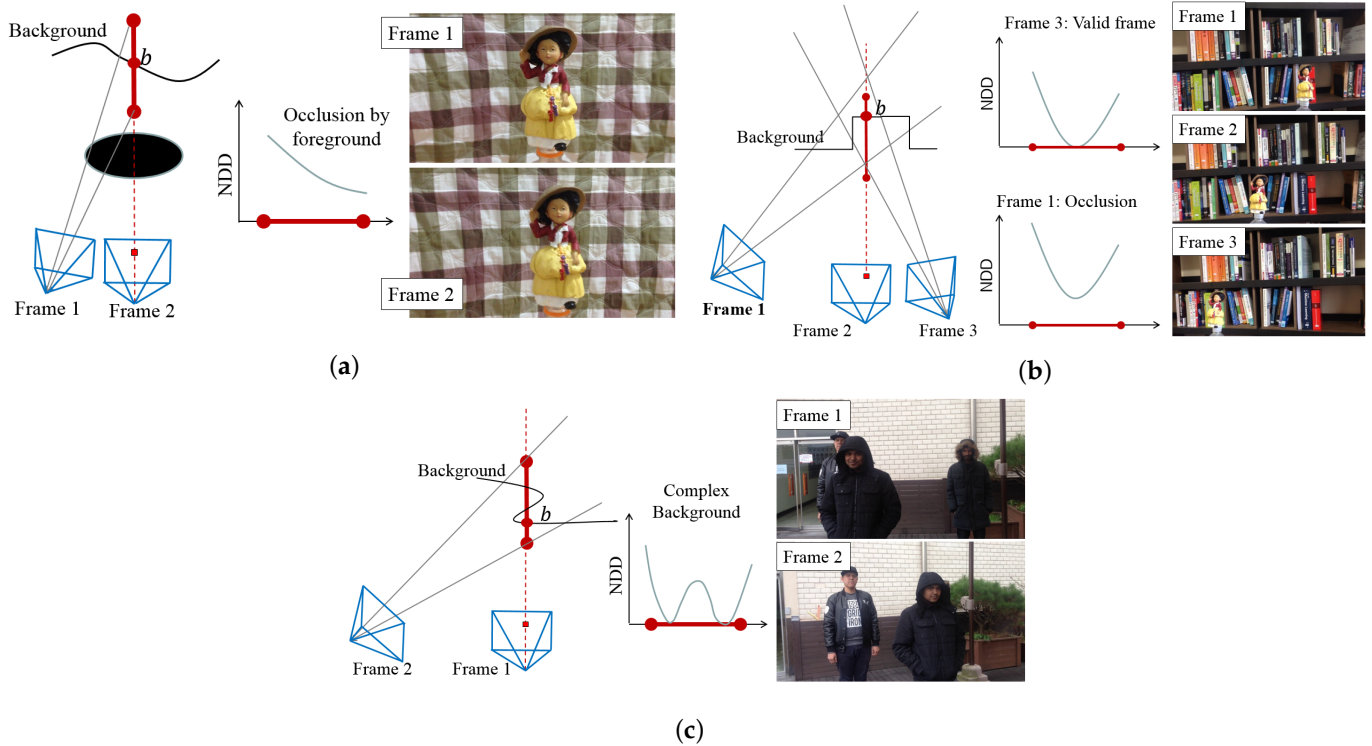 Background
b
NDD
Occlusion by
foreground
Frame 1
Frame 2
Frame 1
Frame 2
(a)
Background
b
Frame 1
Frame 2
Frame 3
Frame 3: Valid frame
NDD
Frame 1: Occlusion
NDD
Frame 1
Frame 2
Frame 3
(b)
Background
b
Frame 2
Frame 1
Complex
Background
NDD
Frame 1
Frame 2
(c)